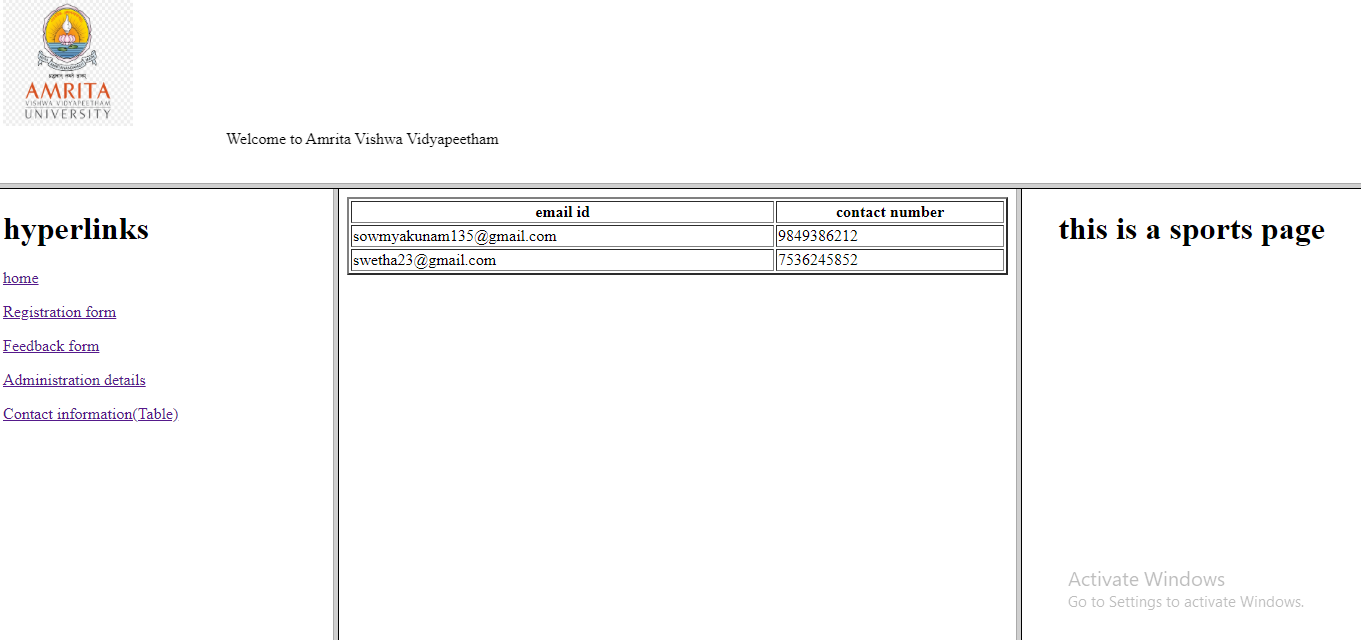 AMRITA
VISHWA VIDYAPEETHAM
UNIVERSITY
Welcome to Amrita Vishwa Vidyapeetham
hyperlinks
home
Registration form
Feedback form
Administration details
Contact information(Table)
email id contact number
sowmyakunam135@gmail.com 9849386212
swetha23@gmail.com 7536245852
this is a sports page
Activate Windows
Go to Settings to activate Windows.